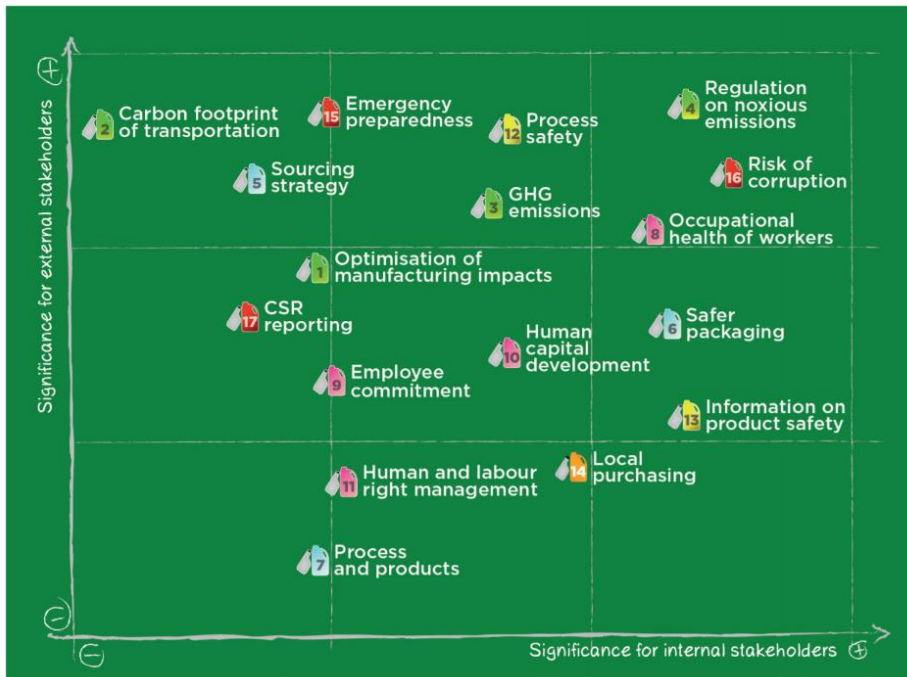 Significance for external stakeholders
+
2
Carbon footprint
of transportation
15
Emergency
preparedness
12
Process
safety
4
Regulation
on noxious
emissions
5
Sourcing
strategy
3
GHG
emissions
16
Risk of
corruption
8
Occupational
health of workers
1
Optimisation of
manufacturing impacts
17
CSR
reporting
9
Employee
commitment
10
Human
capital
development
6
Safer
packaging
13
Information on
product safety
11
Human and labour
right management
14
Local
purchasing
7
Process
and products
-
-
Significance for internal stakeholders
+